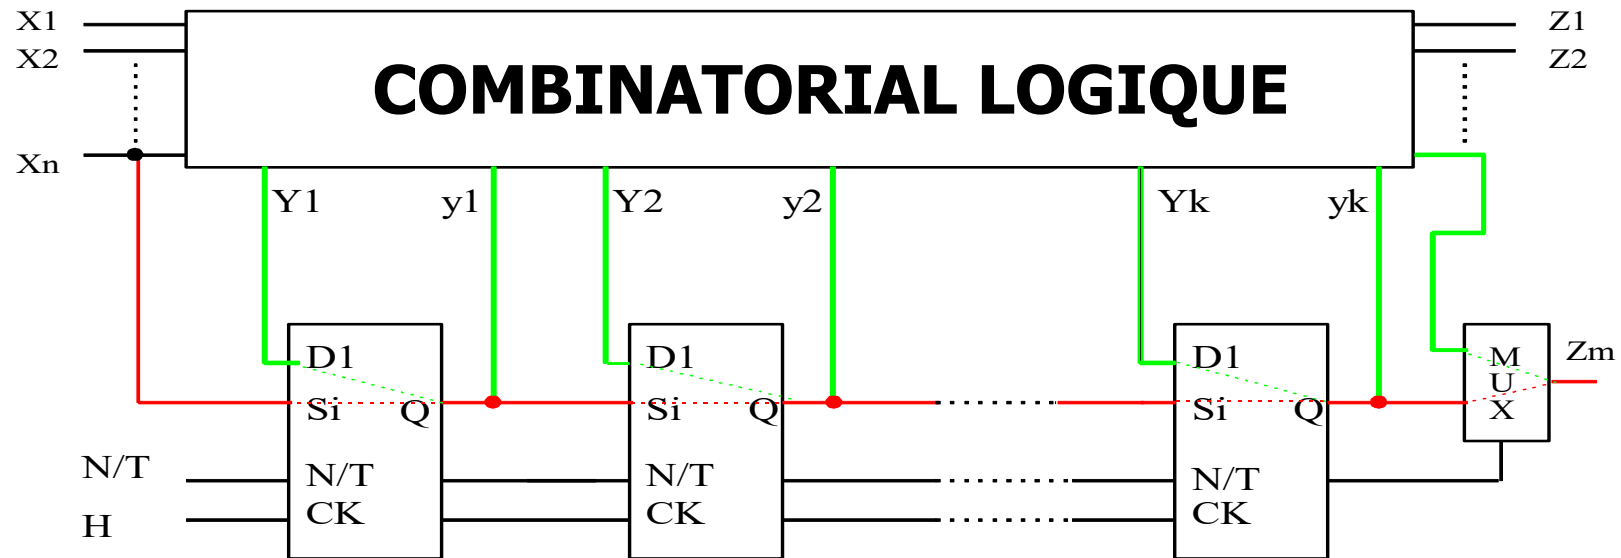 X1
Z1
X2
Z2
COMBINATORIAL LOGIQUE
Xn
Y1 y1 Y2 y2 Yk yk
D1 D1 D1 M Zm
U
Si Q Si Q Si Q X
N/T N/T N/T N/T
H CK CK CK